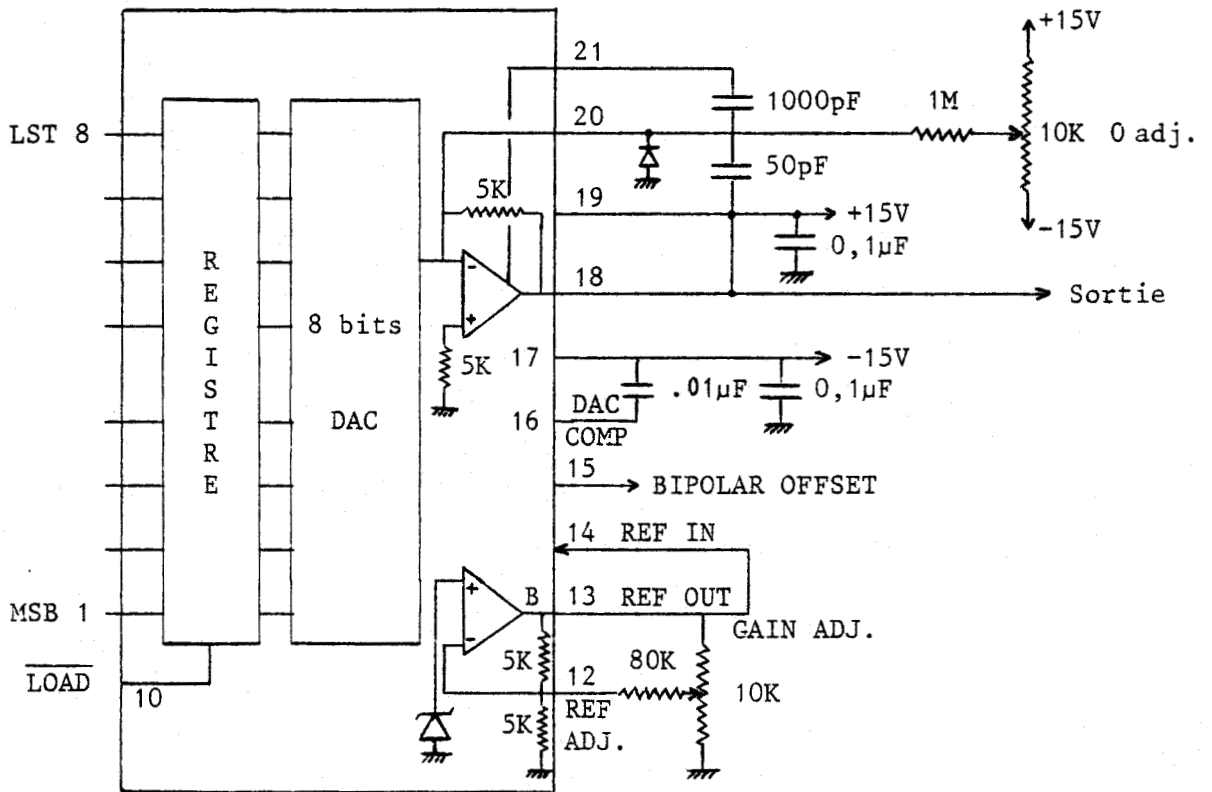 +15V
21
1000pF
1M
LST 8
20
10K 0 adj.
50pF
5K
19
+15V
-15V
0,1µF
18
Sortie
REGISTRE
8 bits
DAC
5K
17
-15V
.01µF
0,1µF
16
DAC
COMP
15
BIPOLAR OFFSET
14 REF IN
B
13 REF OUT
MSB 1
GAIN ADJ.
5K
12
80K
LOAD
10
10K
5K
REF
ADJ.
+
-
+
-